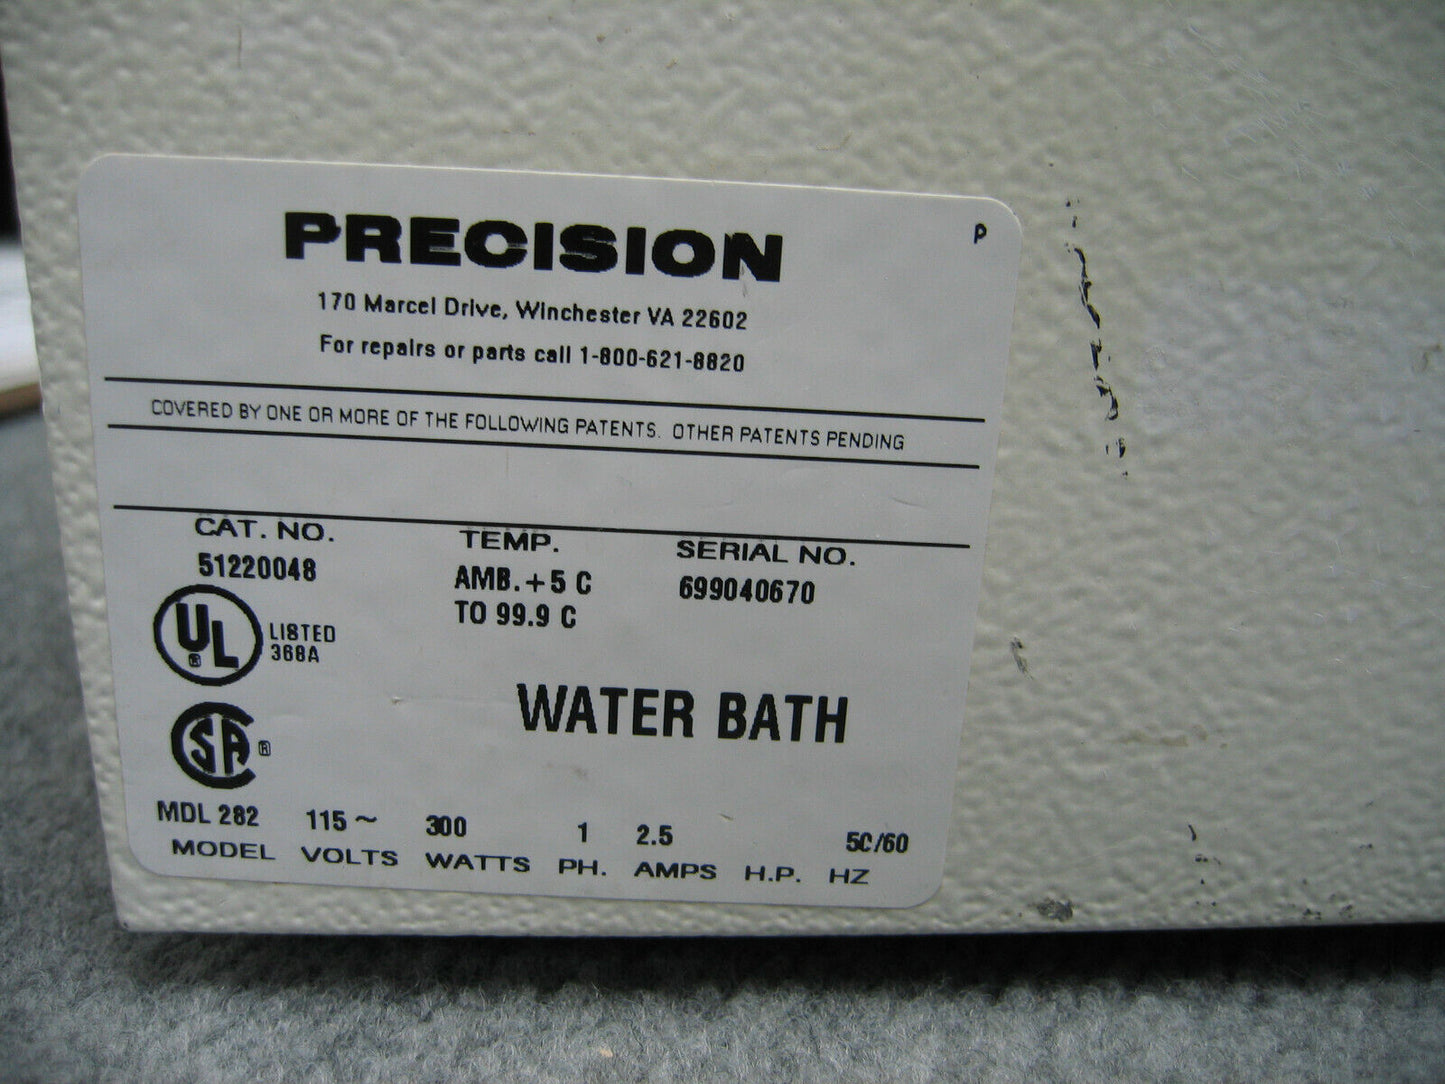 PRECISION
P
170 Marcel Drive, Winchester VA 22602
For repairs or parts call 1-800-621-8820
COVERED BY ONE OR MORE OF THE FOLLOWING PATENTS. OTHER PATENTS PENDING
CAT. NO. TEMP. SERIAL NO.
51220048 AMB. +5 C 699040670
TO 99.9 C
UL ® LISTED
368A
WATER BATH
CSA ®
MDL 282 115 ~ 300 1 2.5 50/60
MODEL VOLTS WATTS PH. AMPS H.P. HZ